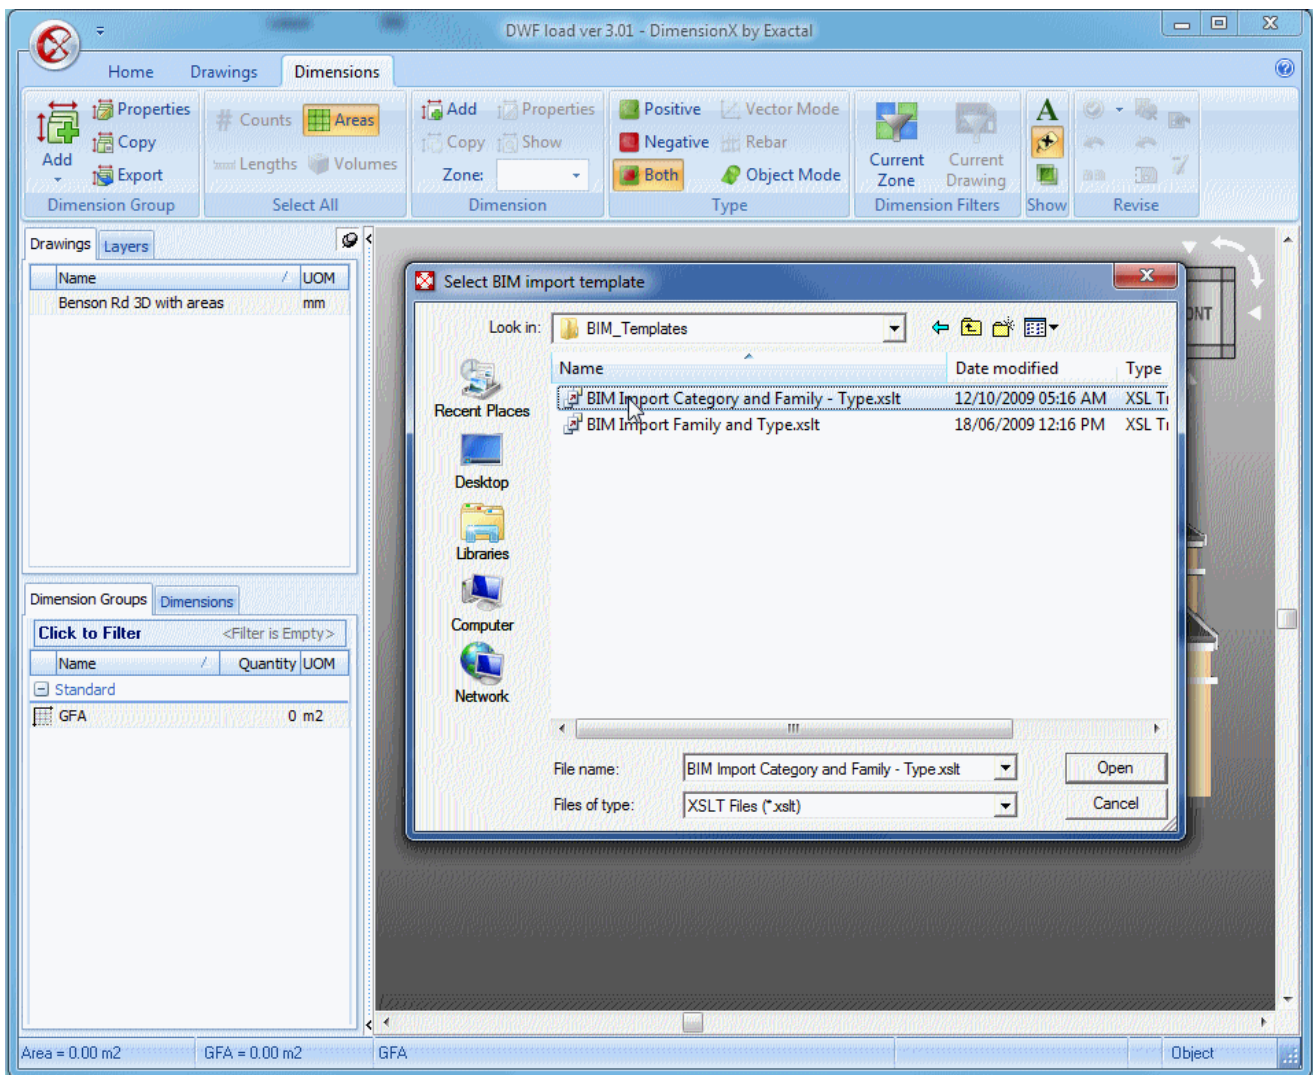 DWF load ver 3.01 - DimensionX by Exactal
Home Drawings Dimensions
Add
Properties
Copy
Export
Dimension Group
# Counts Areas
Lengths Volumes
Select All
Add Properties
Copy Show
Zone:
Dimension
Positive Vector Mode
Negative Rebar
Both Object Mode
Type
Current Zone
Current Drawing
Dimension Filters
A
Show
Revise
Drawings Layers
Name / UOM
Benson Rd 3D with areas mm
Dimension Groups Dimensions
Click to Filter <Filter is Empty>
Name / Quantity UOM
Standard
GFA 0 m2
Select BIM import template
Look in: BIM_Templates
Name Date modified Type
BIM Import Category and Family - Type.xslt 12/10/2009 05:16 AM XSL
BIM Import Family and Type.xslt 18/06/2009 12:16 PM XSL
Recent Places
Desktop
Libraries
Computer
Network
File name: BIM Import Category and Family - Type.xslt Open
Files of type: XSLT Files (*.xslt) Cancel
Area = 0.00 m2 GFA = 0.00 m2 GFA Object